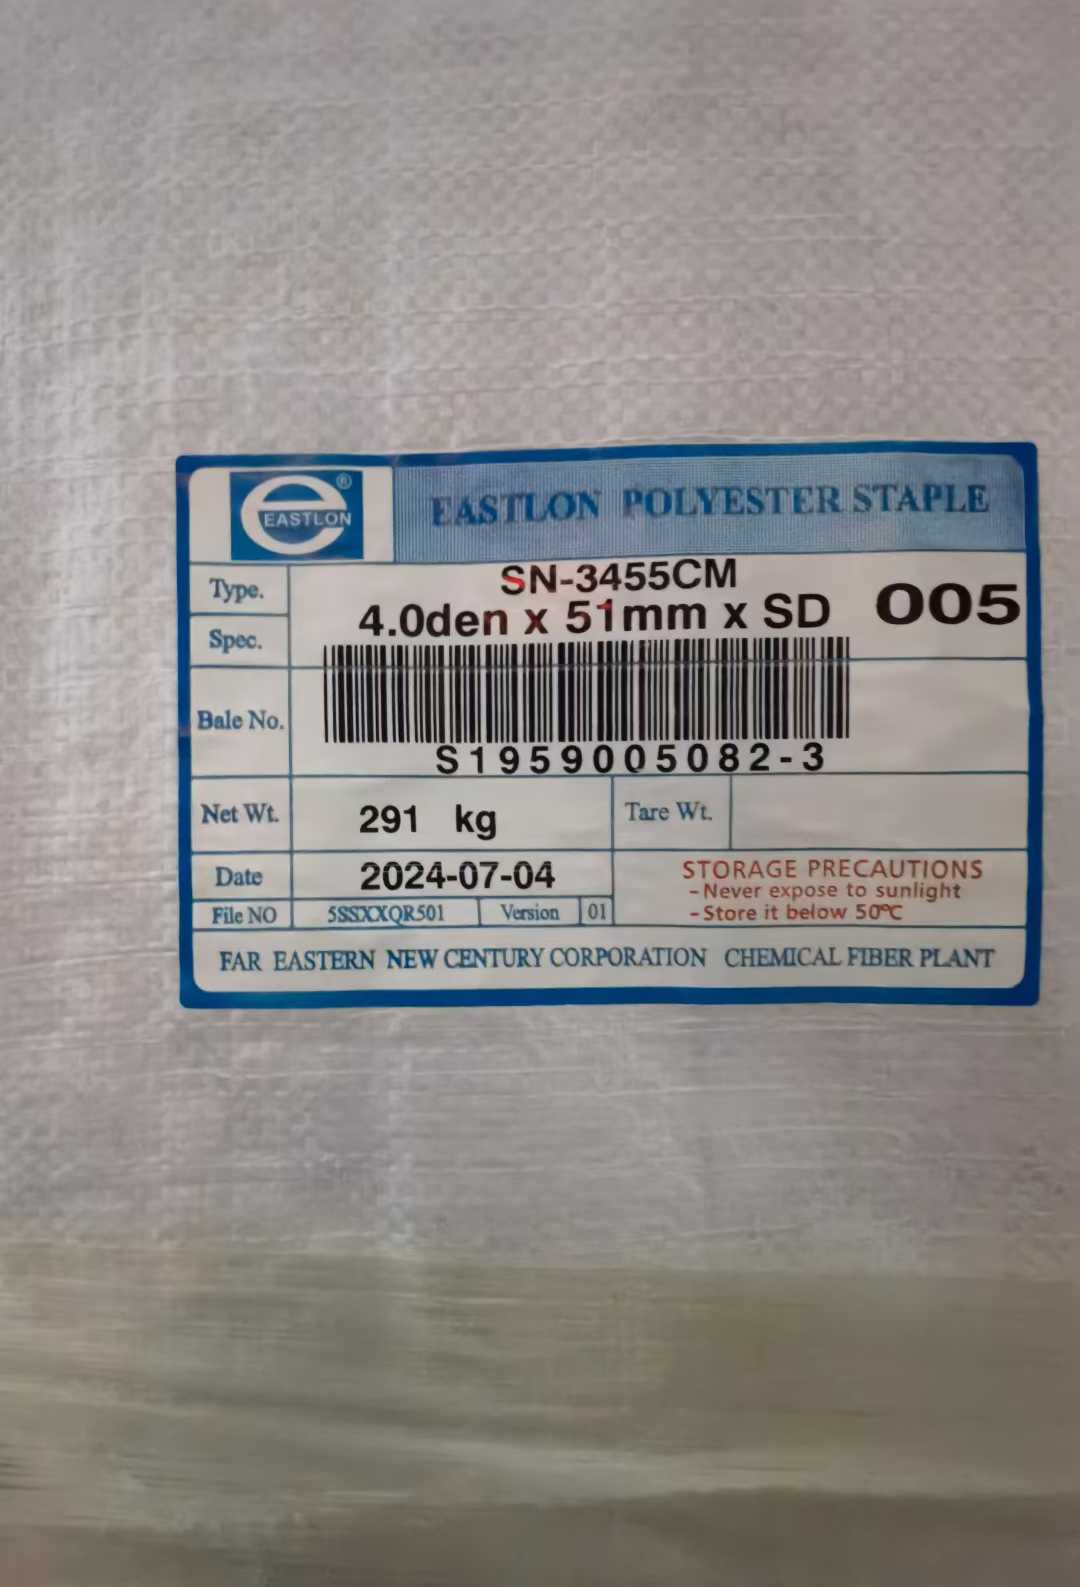 EASTLON®
EASTLON POLYESTER STAPLE
Type. SN-3455CM
Spec. 4.0den x 51mm x SD 005
Bale No. S1959005082-3
Net Wt. 291 kg Tare Wt.
Date 2024-07-04
STORAGE PRECAUTIONS
-Never expose to sunlight
-Store it below 50℃
File NO 5SSXXQR501 Version 01
FAR EASTERN NEW CENTURY CORPORATION CHEMICAL FIBER PLANT